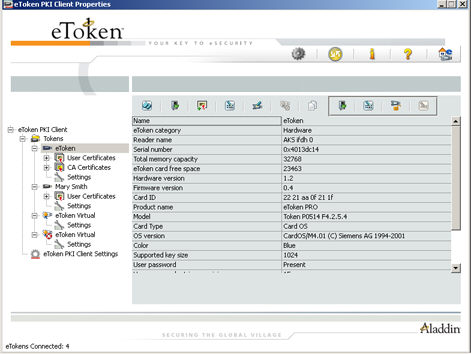 eToken PKI Client Properties
eToken
YOUR KEY TO eSECURITY
eToken PKI Client
Tokens
eToken
User Certificates
CA Certificates
Settings
Mary Smith
User Certificates
Settings
eToken Virtual
Settings
eToken Virtual
Settings
eToken PKI Client Settings
Name eToken
eToken category Hardware
Reader name AKS ifdh 0
Serial number 0x4013dc14
Total memory capacity 32768
eToken card free space 23463
Hardware version 1.2
Firmware version 0.4
Card ID 22 21 aa 0f 21 1f
Product name eToken PRO
Model Token P0514 F4.2.5.4
Card Type Card OS
OS version CardOS/M4.01 (C) Siemens AG 1994-2001
Color Blue
Supported key size 1024
User password Present
Aladdin
SECURING THE GLOBAL VILLAGE
eTokens Connected: 4